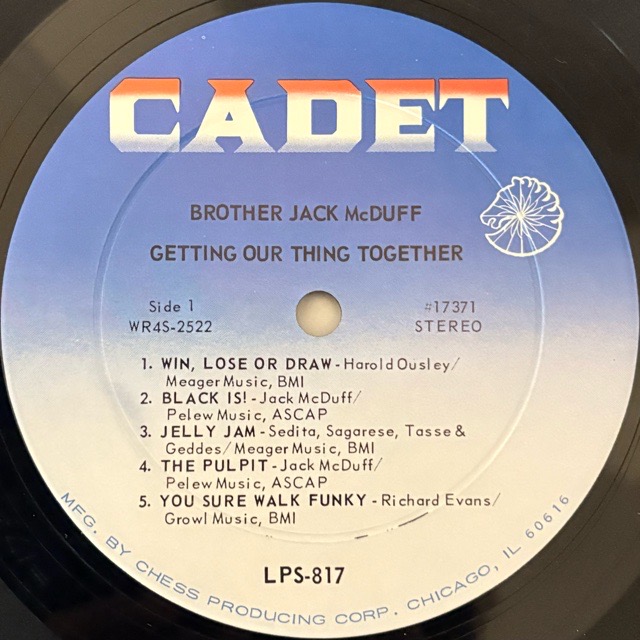 CADET
BROTHER JACK McDUFF
GETTING OUR THING TOGETHER
Side 1
WR4S-2522
#17371
STEREO
1. WIN, LOSE OR DRAW - Harold Ousley/
Meager Music, BMI
2. BLACK IS! - Jack McDuff/
Pelew Music, ASCAP
3. JELLY JAM - Sedita, Sagarese, Tasse &
Geddes/Meager Music, BMI
4. THE PULPIT - Jack McDuff/
Pelew Music, ASCAP
5. YOU SURE WALK FUNKY - Richard Evans/
Growl Music, BMI
LPS-817
MFG. BY CHESS PRODUCING CORP. CHICAGO, IL 60616